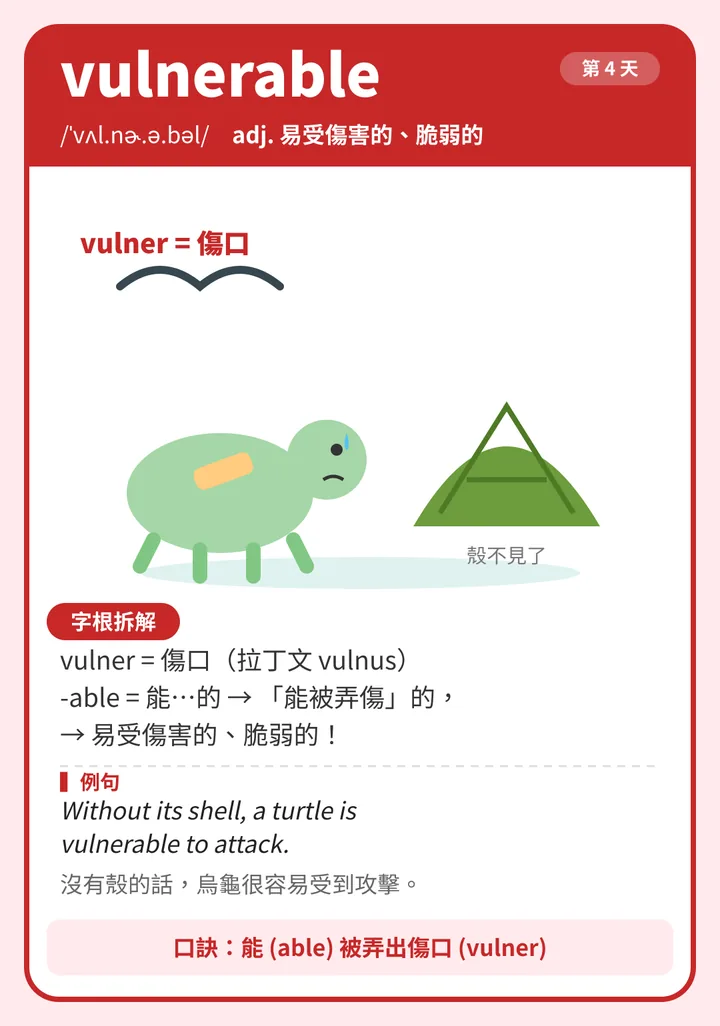 vulnerable
第 4 天
/ˈvʌl.nɚ.ə.bəl/ adj. 易受傷害的、脆弱的
vulner = 傷口
殼不見了
字根拆解
vulner = 傷口（拉丁文 vulnus）
-able = 能⋯的 → 「能被弄傷」的，
→ 易受傷害的、脆弱的！
例句
Without its shell, a turtle is
vulnerable to attack.
沒有殼的話，烏龜很容易受到攻擊。
口訣：能 (able) 被弄出傷口 (vulner)